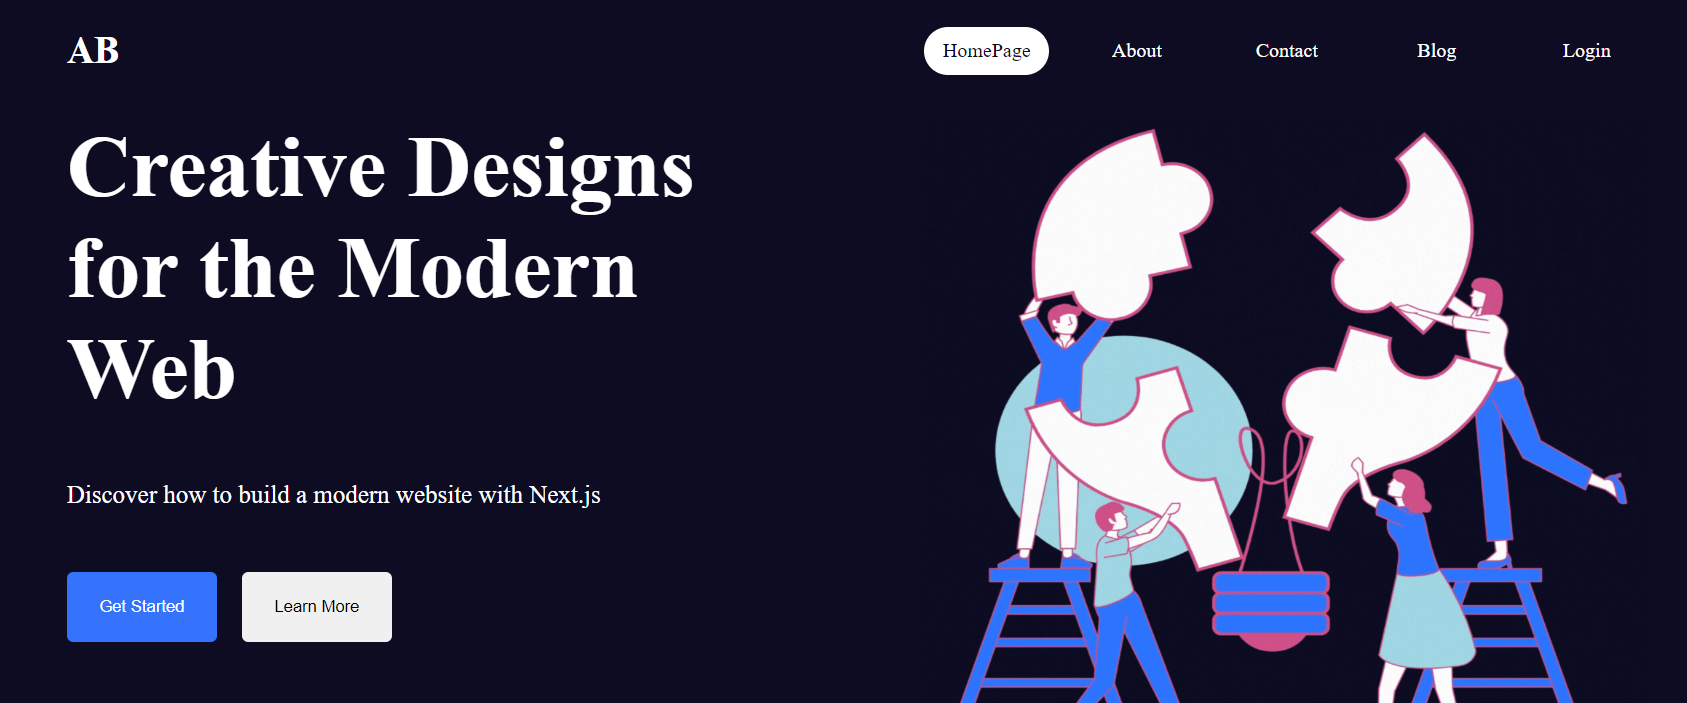 AB
HomePage
About
Contact
Blog
Login
Creative Designs
for the Modern
Web
Discover how to build a modern website with Next.js
Get Started
Learn More